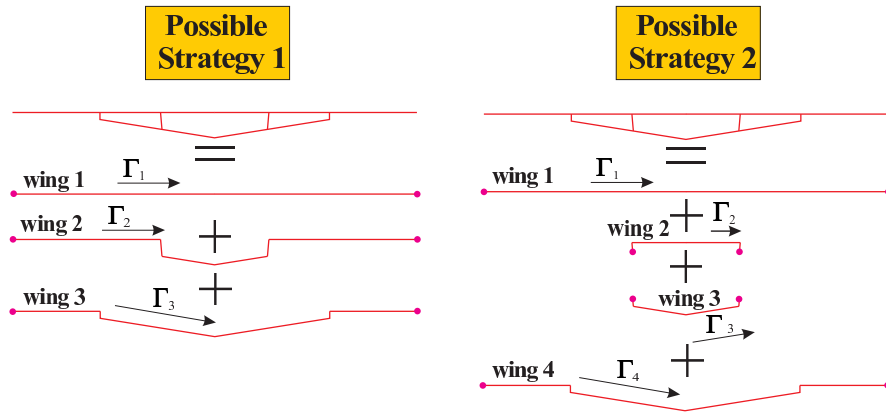 Possible
Strategy 1
wing 1 Γ1
wing 2 Γ2
wing 3 Γ3
Possible
Strategy 2
wing 1 Γ1
wing 2 Γ2
wing 3
Γ3
wing 4 Γ4